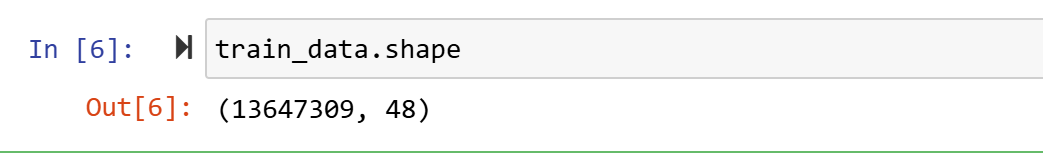 In [6]: train_data.shape
Out[6]: (13647309, 48)